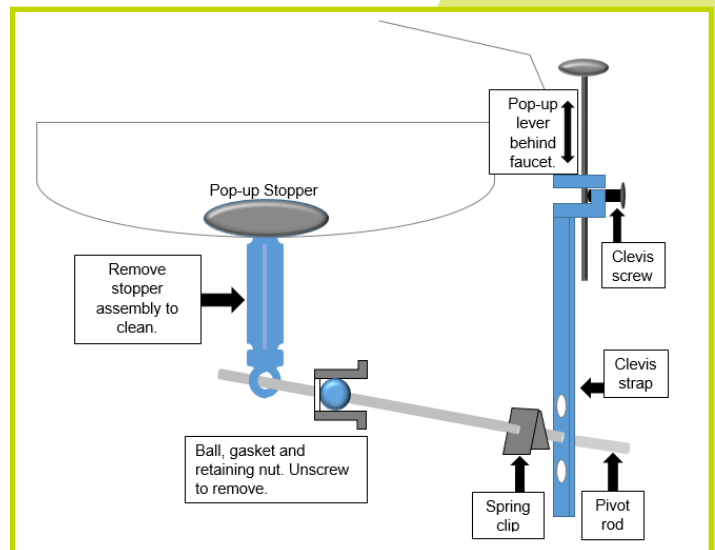 Pop-up
lever
behind
faucet.
Pop-up Stopper
Remove
stopper
assembly to
clean.
Clevis
screw
Clevis
strap
Ball, gasket and
retaining nut. Unscrew
to remove.
Spring
clip
Pivot
rod